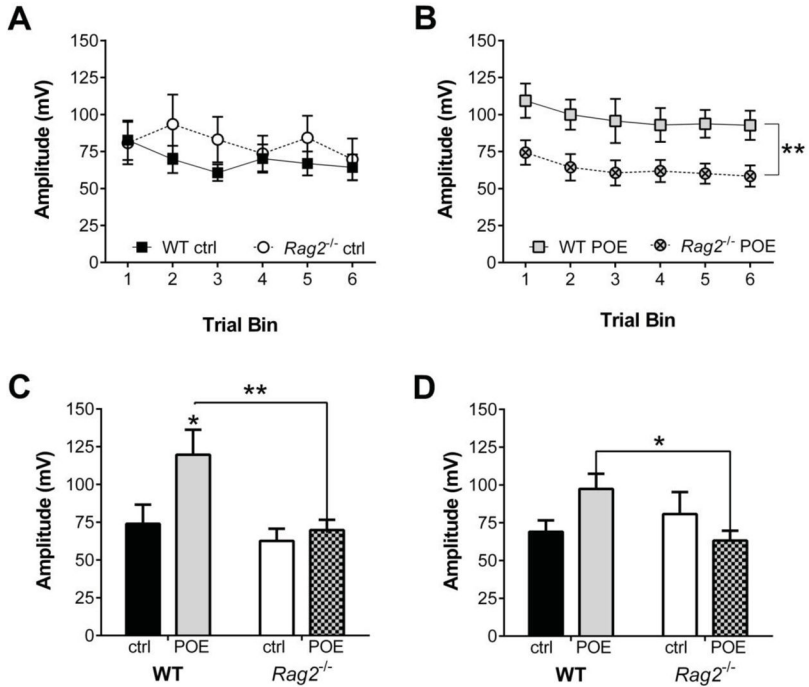 A
Amplitude (mV)
150
125
100
75
50
25
0
WT ctrl
Rag2-/- ctrl
1 2 3 4 5 6
Trial Bin
B
Amplitude (mV)
150
125
100
75
50
25
0
**
WT POE
Rag2-/- POE
1 2 3 4 5 6
Trial Bin
C
Amplitude (mV)
150
125
100
75
50
25
0
**
*
ctrl POE ctrl POE
WT Rag2-/-
D
Amplitude (mV)
150
125
100
75
50
25
0
*
ctrl POE ctrl POE
WT Rag2-/-